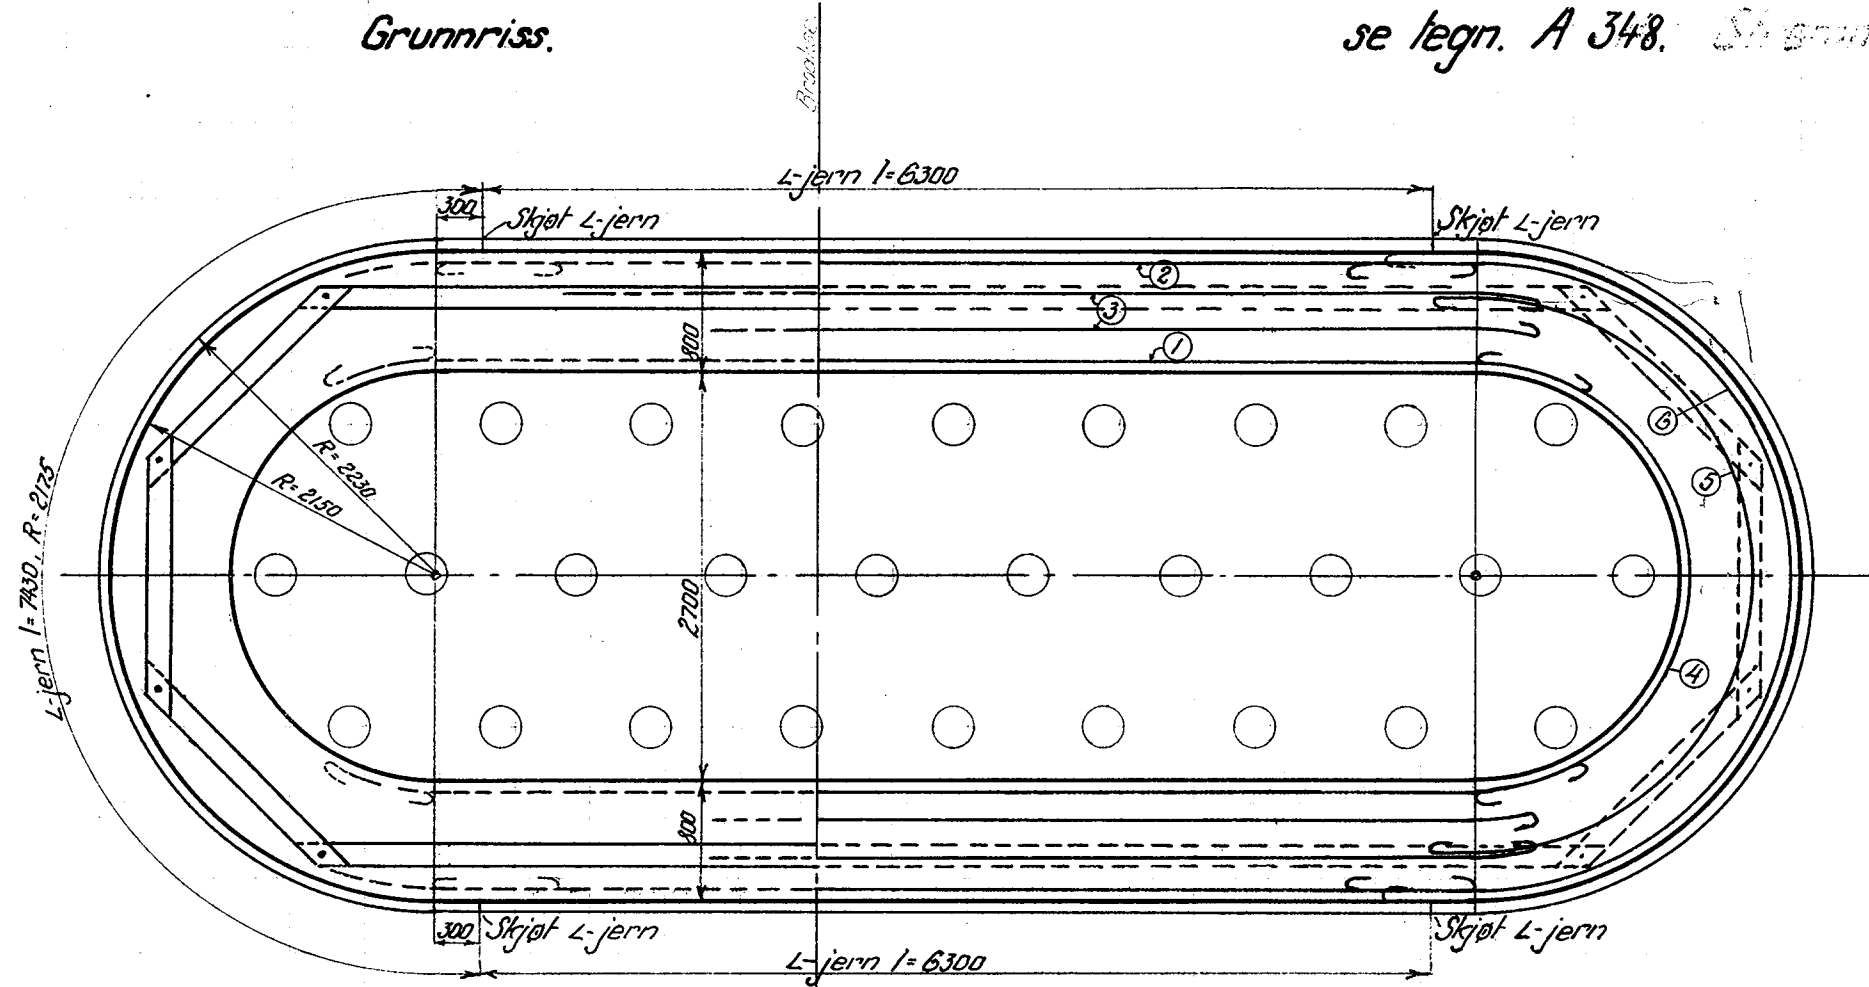 Grunnriss.
se tegn. A 348.
L-jern l=6300
300
Skjøt L-jern
Skjøt L-jern
2
3
1
800
6
R=2230
R=2150
5
L-jern l=7430, R=2175
2700
4
800
300
Skjøt L-jern
Skjøt L-jern
L-jern l=6300